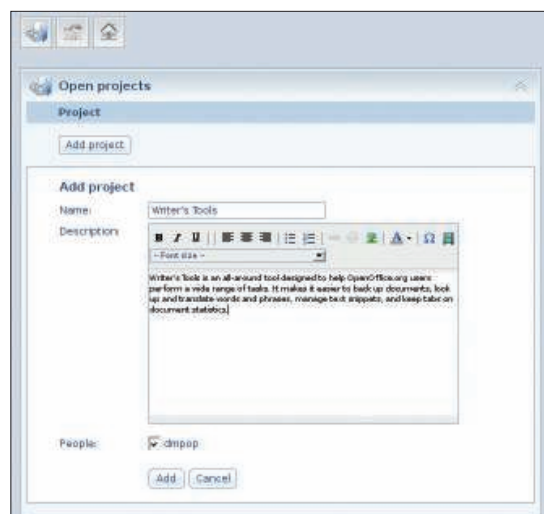 Open projects
Project
Add project
Add project
Name: Writer's Tools
Description:
B I U A Ω
- Font size -
Writer's Tools is an all-around tool designed to help OpenOffice.org users
perform a wide range of tasks. It makes it easier to back up documents, look
up and translate words and phrases, manage text snippets, and keep tabs on
document statistics.
People: dmpop
Add Cancel